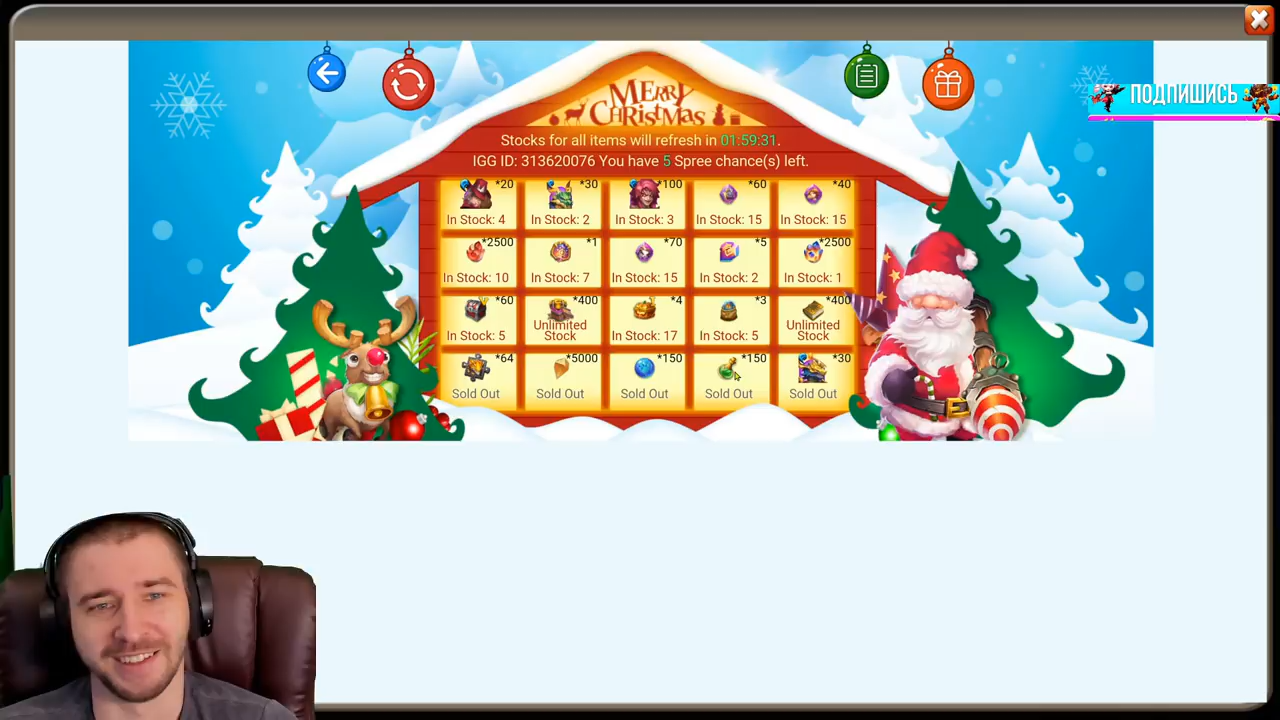 MERRY
CHRISTMAS
ПОДПИШИСЬ
Stocks for all items will refresh in 01:59:31.
IGG ID: 313620076 You have 5 Spree chance(s) left.
*20 *30 *100 *60 *40
In Stock: 4 In Stock: 2 In Stock: 3 In Stock: 15 In Stock: 15
*2500 *1 *70 *5 *2500
In Stock: 10 In Stock: 7 In Stock: 15 In Stock: 2 In Stock: 1
*60 *400 *4 *3 *400
In Stock: 5 Unlimited Stock In Stock: 17 In Stock: 5 Unlimited Stock
*64 *5000 *150 *150 *30
Sold Out Sold Out Sold Out Sold Out Sold Out